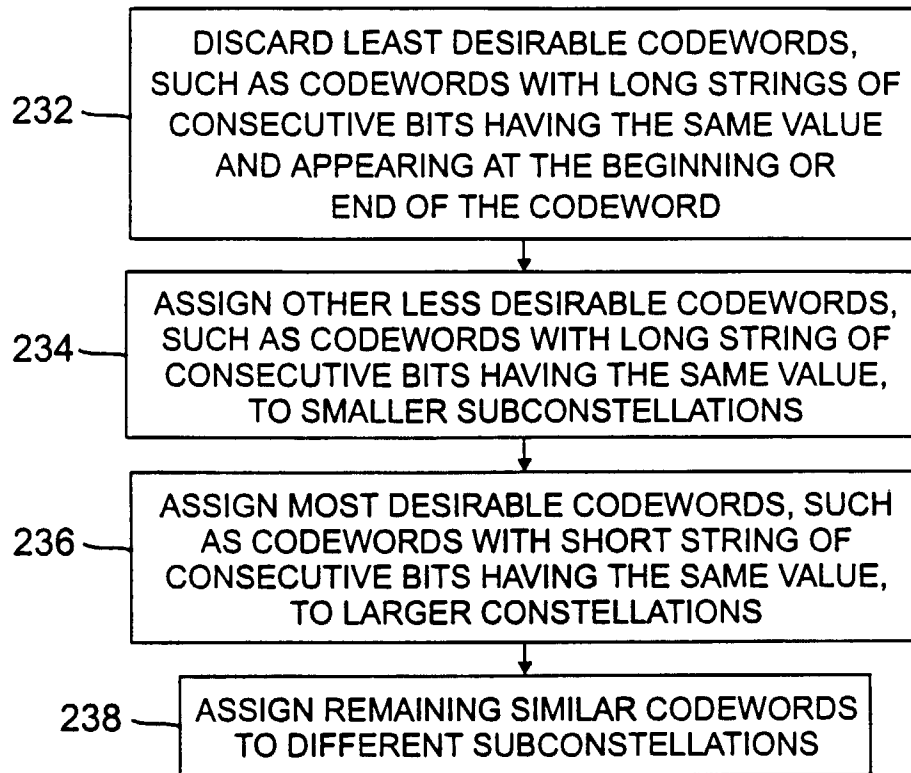 232
DISCARD LEAST DESIRABLE CODEWORDS,
SUCH AS CODEWORDS WITH LONG STRINGS OF
CONSECUTIVE BITS HAVING THE SAME VALUE
AND APPEARING AT THE BEGINNING OR
END OF THE CODEWORD
234
ASSIGN OTHER LESS DESIRABLE CODEWORDS,
SUCH AS CODEWORDS WITH LONG STRING OF
CONSECUTIVE BITS HAVING THE SAME VALUE,
TO SMALLER SUBCONSTELLATIONS
236
ASSIGN MOST DESIRABLE CODEWORDS, SUCH
AS CODEWORDS WITH SHORT STRING OF
CONSECUTIVE BITS HAVING THE SAME VALUE,
TO LARGER CONSTELLATIONS
238
ASSIGN REMAINING SIMILAR CODEWORDS
TO DIFFERENT SUBCONSTELLATIONS